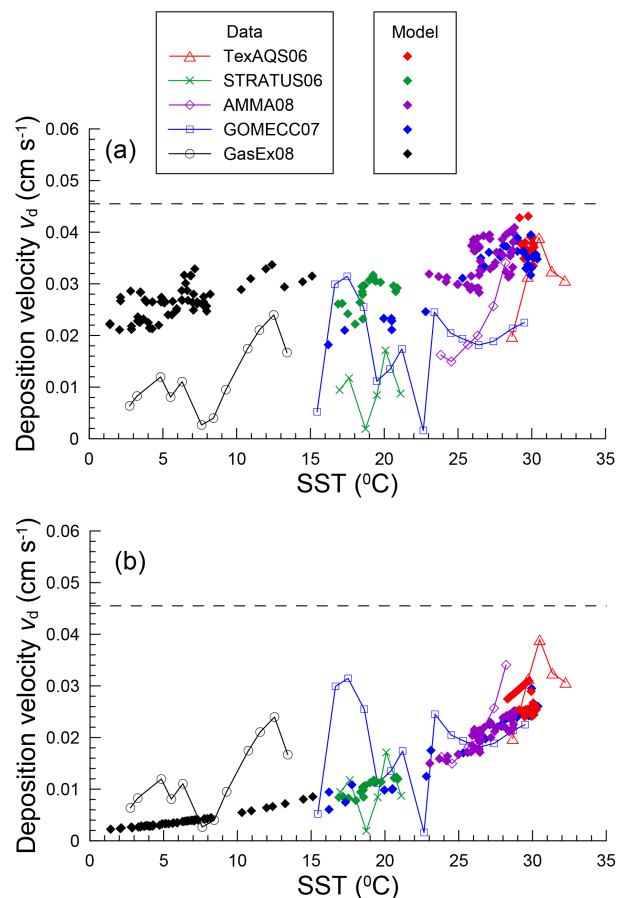 Data
TexAQS06
STRATUS06
AMMA08
GOMECC07
GasEx08
Model
(a)
0.06
0.05
0.04
0.03
0.02
0.01
0
Deposition velocity vd (cm s-1)
0 5 10 15 20 25 30 35
SST (0C)
(b)
0.06
0.05
0.04
0.03
0.02
0.01
0
Deposition velocity vd (cm s-1)
0 5 10 15 20 25 30 35
SST (0C)